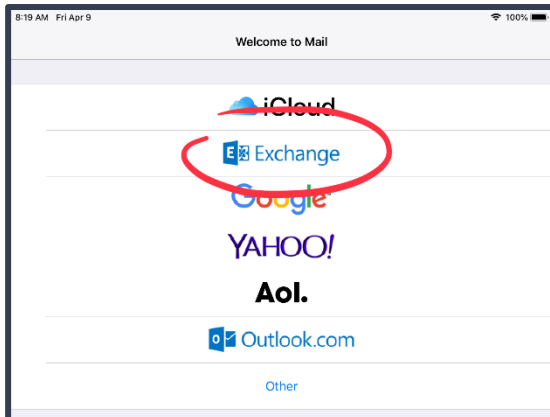 8:19 AM Fri Apr 9 100%
Welcome to Mail
iCloud
E Exchange
Google
YAHOO!
Aol.
o Outlook.com
Other